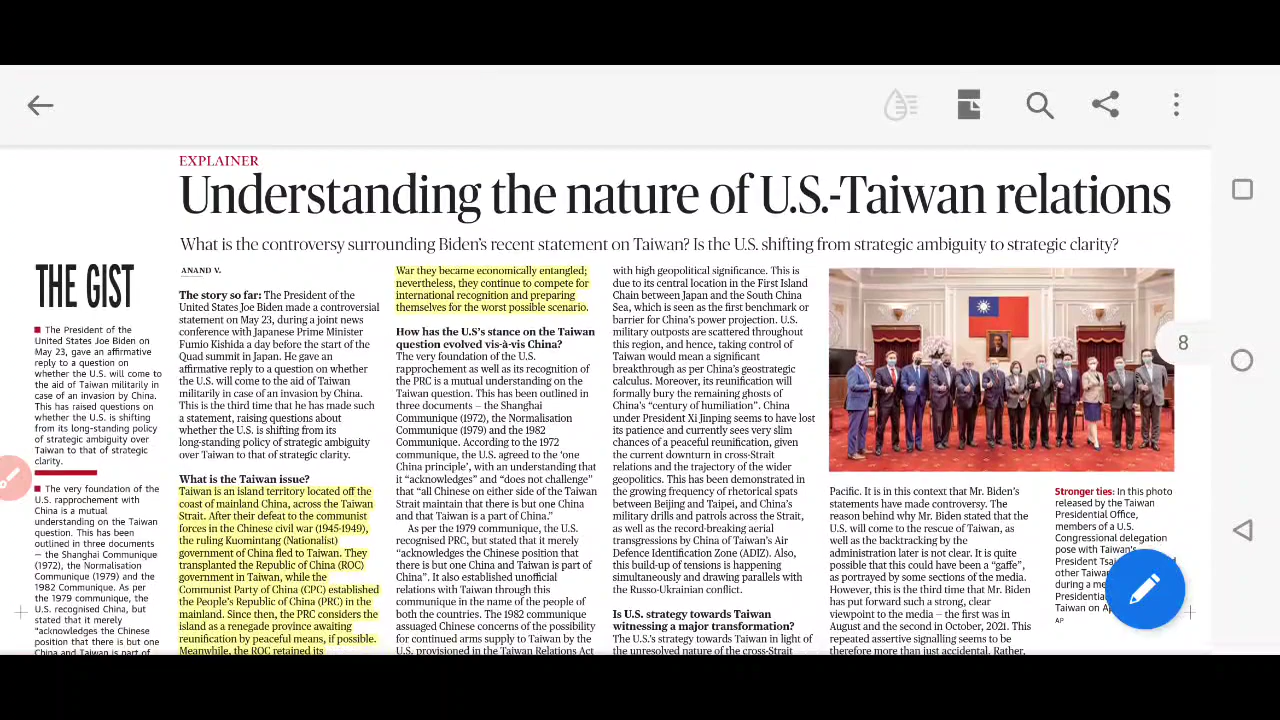 EXPLAINER
Understanding the nature of U.S.-Taiwan relations
What is the controversy surrounding Biden's recent statement on Taiwan? Is the U.S. shifting from strategic ambiguity to strategic clarity?
THE GIST
The President of the
United States Joe Biden on
May 23, gave an affirmative
reply to a question on
whether the U.S. will come to
the aid of Taiwan militarily in
case of an invasion by China.
This has raised questions on
whether the U.S. is shifting
from its long-standing policy
of strategic ambiguity over
Taiwan to that of strategic
clarity.
The very foundation of the
U.S. rapprochement with
China is a mutual
understanding on the Taiwan
question. This has been
outlined in three documents
— the Shanghai Communique
(1972), the Normalisation
Communique (1979) and the
1982 Communique. As per
the 1979 communique, the
U.S. recognised China, but
stated that it merely
"acknowledges the Chinese
position that there is but one
China and Taiwan is part of
ANAND V.
The story so far: The President of the
United States Joe Biden made a controversial
statement on May 23, during a joint news
conference with Japanese Prime Minister
Fumio Kishida a day before the start of the
Quad summit in Japan. He gave an
affirmative reply to a question on whether
the U.S. will come to the aid of Taiwan
militarily in case of an invasion by China.
This is the third time that he has made such
a statement, raising questions about
whether the U.S. is shifting from its
long-standing policy of strategic ambiguity
over Taiwan to that of strategic clarity.
What is the Taiwan issue?
Taiwan is an island territory located off the
coast of mainland China, across the Taiwan
Strait. After their defeat to the communist
forces in the Chinese civil war (1945-1949),
the ruling Kuomintang (Nationalist)
government of China fled to Taiwan. They
transplanted the Republic of China (ROC)
government in Taiwan, while the
Communist Party of China (CPC) established
the People's Republic of China (PRC) in the
mainland. Since then, the PRC considers the
island as a renegade province awaiting
reunification by peaceful means, if possible.
Meanwhile, the ROC retained its
War they became economically entangled;
nevertheless, they continue to compete for
international recognition and preparing
themselves for the worst possible scenario.
How has the U.S's stance on the Taiwan
question evolved vis-à-vis China?
The very foundation of the U.S.
rapprochement as well as its recognition of
the PRC is a mutual understanding on the
Taiwan question. This has been outlined in
three documents — the Shanghai
Communique (1972), the Normalisation
Communique (1979) and the 1982
Communique. According to the 1972
communique, the U.S. agreed to the 'one
China principle', with an understanding that
it "acknowledges" and "does not challenge"
that "all Chinese on either side of the Taiwan
Strait maintain that there is but one China
and that Taiwan is a part of China."
As per the 1979 communique, the U.S.
recognised PRC, but stated that it merely
"acknowledges the Chinese position that
there is but one China and Taiwan is part of
China". It also established unofficial
relations with Taiwan through this
communique in the name of the people of
both the countries. The 1982 communique
assuaged Chinese concerns of the possibility
for continued arms supply to Taiwan by the
U.S. provisioned in the Taiwan Relations Act
with high geopolitical significance. This is
due to its central location in the First Island
Chain between Japan and the South China
Sea, which is seen as the first benchmark or
barrier for China's power projection. U.S.
military outposts are scattered throughout
this region, and hence, taking control of
Taiwan would mean a significant
breakthrough as per China's geostrategic
calculus. Moreover, its reunification will
formally bury the remaining ghosts of
China's "century of humiliation". China
under President Xi Jinping seems to have lost
its patience and currently sees very slim
chances of a peaceful reunification, given
the current downturn in cross-Strait
relations and the trajectory of the wider
geopolitics. This has been demonstrated in
the growing frequency of rhetorical spats
between Beijing and Taipei, and China's
military drills and patrols across the Strait,
as well as the record-breaking aerial
transgressions by China of Taiwan's Air
Defence Identification Zone (ADIZ). Also,
this build-up of tensions is happening
simultaneously and drawing parallels with
the Russo-Ukrainian conflict.
Is U.S. strategy towards Taiwan
witnessing a major transformation?
The U.S.'s strategy towards Taiwan in light of
the unresolved nature of the cross-Strait
Pacific. It is in this context that Mr. Biden's
statements have made controversy. The
reason behind why Mr. Biden stated that the
U.S. will come to the rescue of Taiwan, as
well as the backtracking by the
administration later is not clear. It is quite
possible that this could have been a "gaffe",
as portrayed by some sections of the media.
However, this is the third time that Mr. Biden
has put forward such a strong, clear
viewpoint to the media — the first was in
August and the second in October, 2021. This
repeated assertive signalling seems to be
therefore more than just accidental. Rather,
Stronger ties: In this photo
released by the Taiwan
Presidential Office,
members of a U.S.
Congressional delegation
pose with Taiwan's
President Tsai
other Taiwan
during a me
Presidential
Taiwan on Ap
AP
8